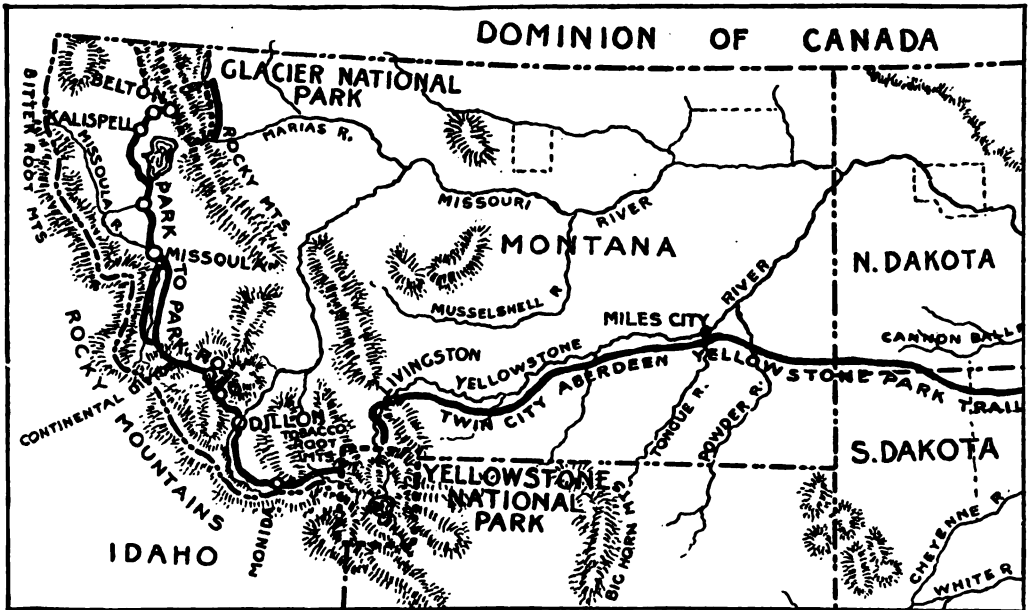 DOMINION OF CANADA
GLACIER NATIONAL
PARK
BELTON
KALISPELL
BITTER ROOT MTS
MISSOULA R.
MARIAS R.
ROCKY MTS.
MISSOURI RIVER
MONTANA
PARK TO PARK R
MISSOULA
MUSSELSHELL R
N. DAKOTA
MILES CITY
RIVER
CANNON BALL
LIVINGSTON
YELLOWSTONE
TWIN CITY ABERDEEN YELLOWSTONE PARK TRAIL
ROCKY MOUNTAINS
CONTINENTAL DIVIDE
DILLON
TOBACCO
ROOT
MTS.
TONGUE R.
POWDER R.
S. DAKOTA
YELLOWSTONE
NATIONAL
PARK
BIG HORN MTS
IDAHO
MONIDA
CHEYENNE R.
WHITE R